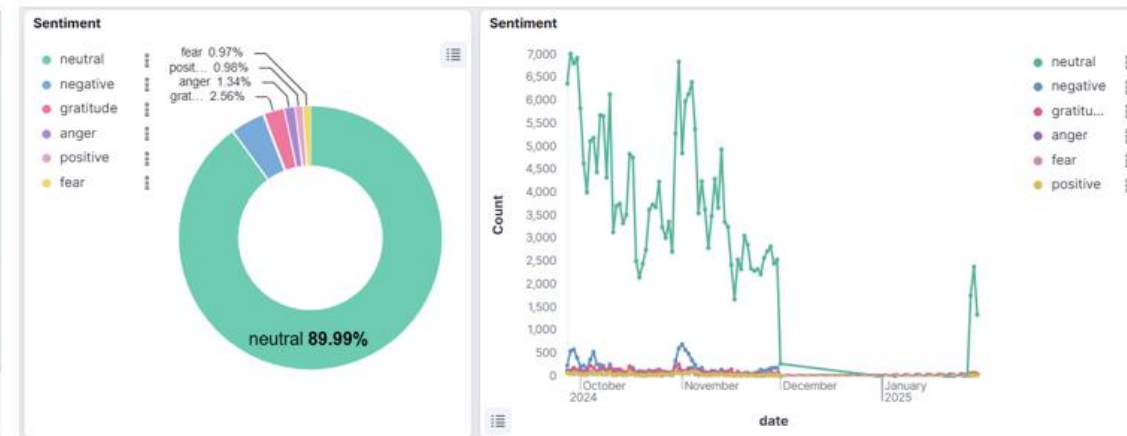 Sentiment
neutral
negative
gratitude
anger
positive
fear
fear 0.97%
posit... 0.98%
anger 1.34%
grat... 2.56%
neutral 89.99%
Sentiment
7,000
6,500
6,000
5,500
5,000
4,500
4,000
3,500
3,000
2,500
2,000
1,500
1,000
500
0
Count
October
2024
November
December
January
2025
date
neutral
negative
gratitu...
anger
fear
positive